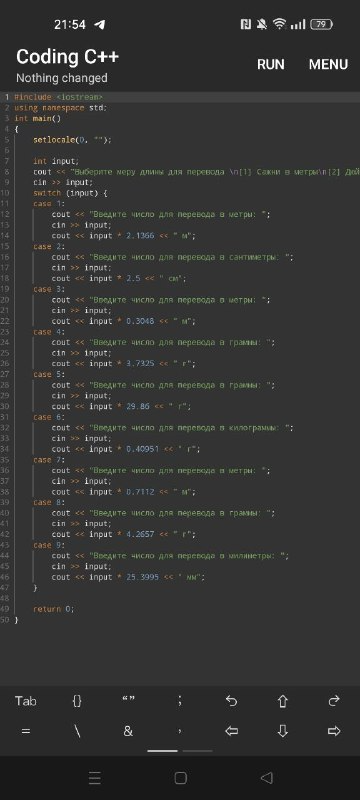 21:54
79
Coding C++
Nothing changed
RUN
MENU
1 #include <iostream>
2 using namespace std;
3 int main()
4 {
5 setlocale(0, "");
6
7 int input;
8 cout << "Выберите меру длины для перевода \n[1] Сажни в метры\n[2] Дюй
9 cin >> input;
10 switch (input) {
11 case 1:
12 cout << "Введите число для перевода в метры: ";
13 cin >> input;
14 cout << input * 2.1366 << " м";
15 case 2:
16 cout << "Введите число для перевода в сантиметры: ";
17 cin >> input;
18 cout << input * 2.5 << " см";
19 case 3:
20 cout << "Введите число для перевода в метры: ";
21 cin >> input;
22 cout << input * 0.3048 << " м";
23 case 4:
24 cout << "Введите число для перевода в граммы: ";
25 cin >> input;
26 cout << input * 3.7325 << " г";
27 case 5:
28 cout << "Введите число для перевода в граммы: ";
29 cin >> input;
30 cout << input * 29.86 << " г";
31 case 6:
32 cout << "Введите число для перевода в килограммы: ";
33 cin >> input;
34 cout << input * 0.40951 << " г";
35 case 7:
36 cout << "Введите число для перевода в метры: ";
37 cin >> input;
38 cout << input * 0.7112 << " м";
39 case 8:
40 cout << "Введите число для перевода в граммы: ";
41 cin >> input;
42 cout << input * 4.2657 << " г";
43 case 9:
44 cout << "Введите число для перевода в милиметры: ";
45 cin >> input;
46 cout << input * 25.3995 << " мм";
47 }
48
49 return 0;
50 }
Tab {} “” ;
= \ & ,